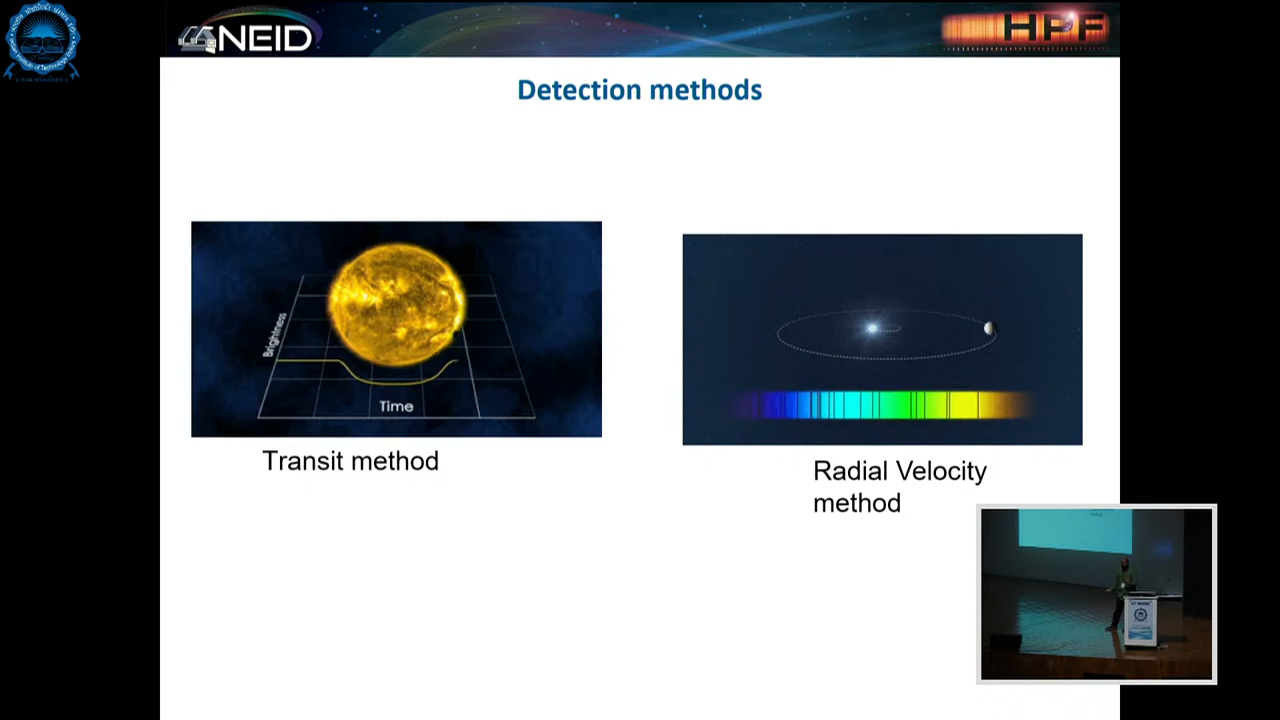 NEID
HPF
Detection methods
Brightness
Time
Transit method
Radial Velocity
method